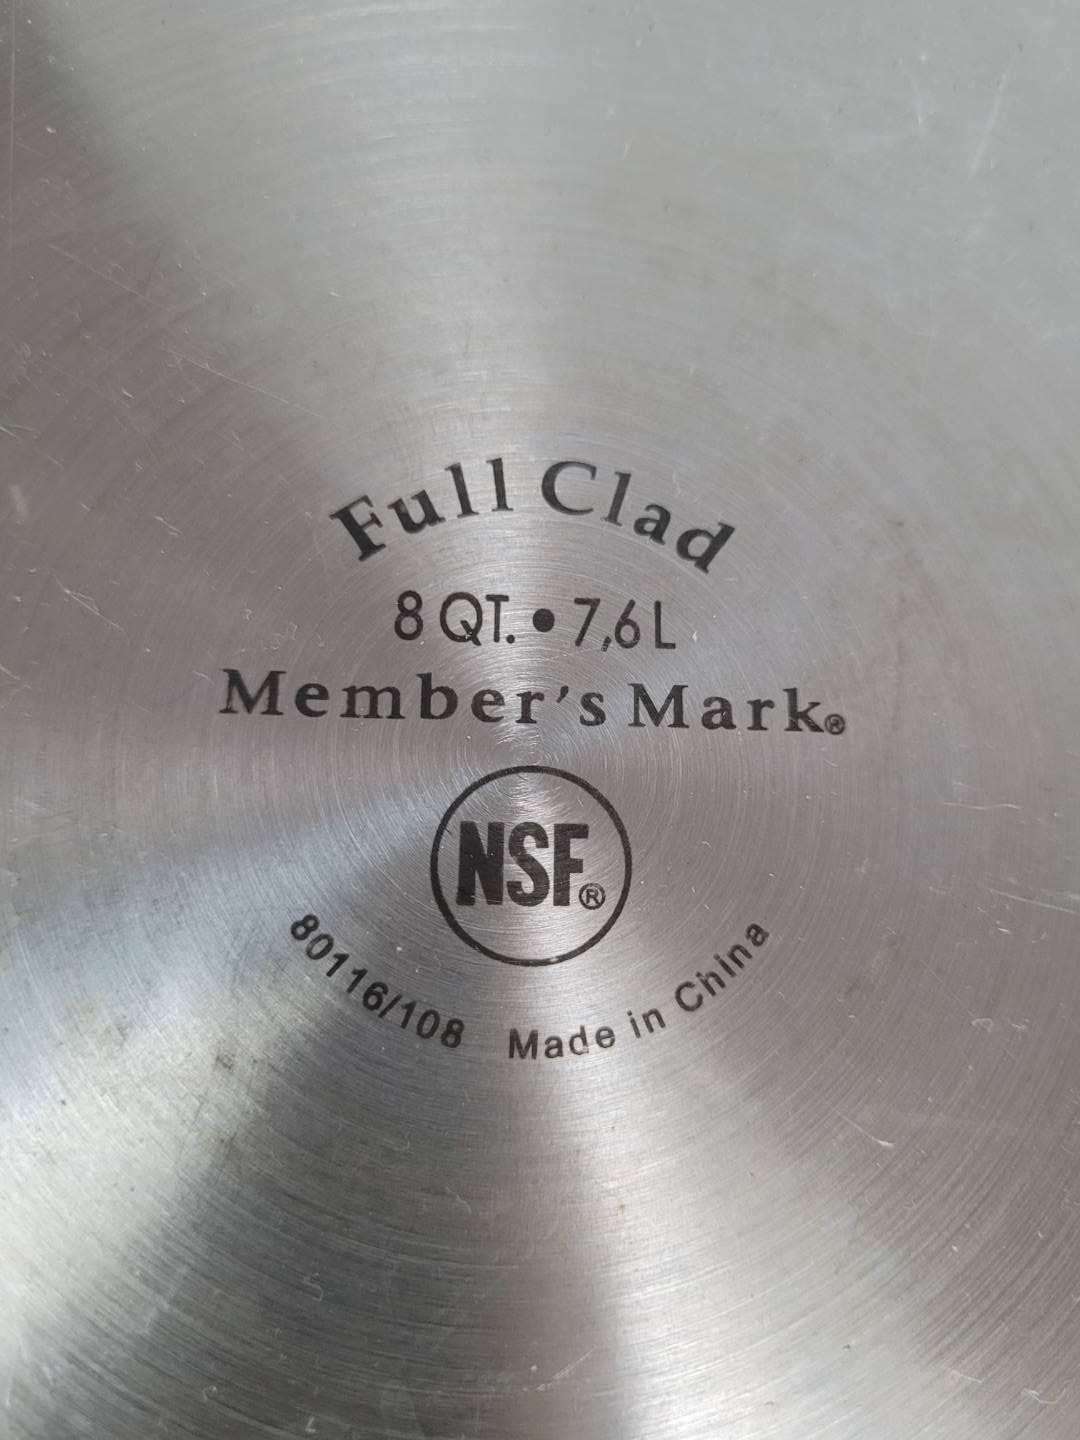 Full Clad
8 QT. • 7,6 L
Member's Mark®
NSF®
80116/108 Made in China